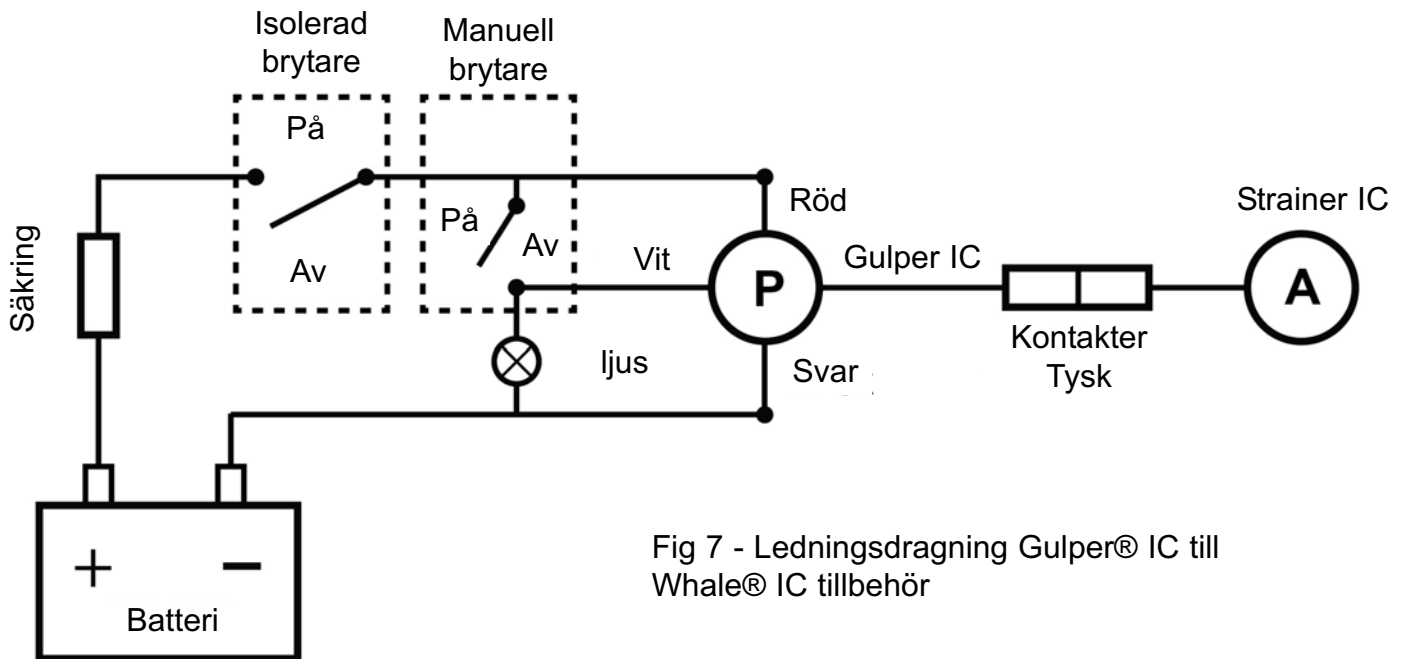 Isolerad
brytare
Manuell
brytare
På
På
Av
Av
Säkring
Röd
Vit
Gulper IC
Strainer IC
P
A
Kontakter
Tysk
ljus
Svar
+ −
Batteri
Fig 7 - Ledningsdragning Gulper® IC till
Whale® IC tillbehör